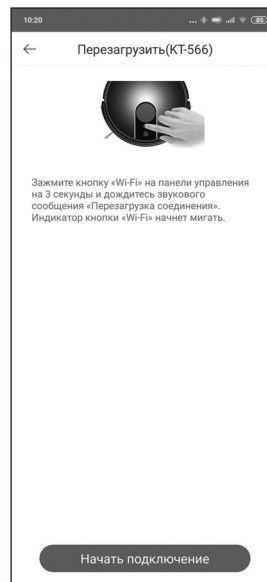 10:20 ... 85
← Перезагрузить(KT-566)
Зажмите кнопку «Wi-Fi» на панели управления
на 3 секунды и дождитесь звукового
сообщения «Перезагрузка соединения».
Индикатор кнопки «Wi-Fi» начнет мигать.
Начать подключение